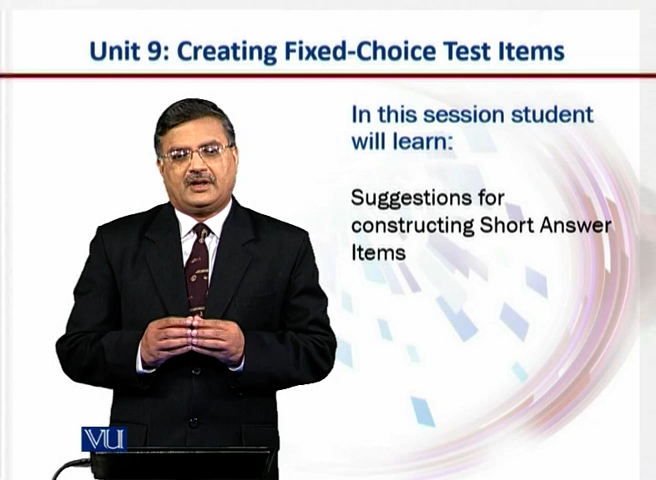 Unit 9: Creating Fixed-Choice Test Items
In this session student
will learn:
Suggestions for
constructing Short Answer
Items
VU